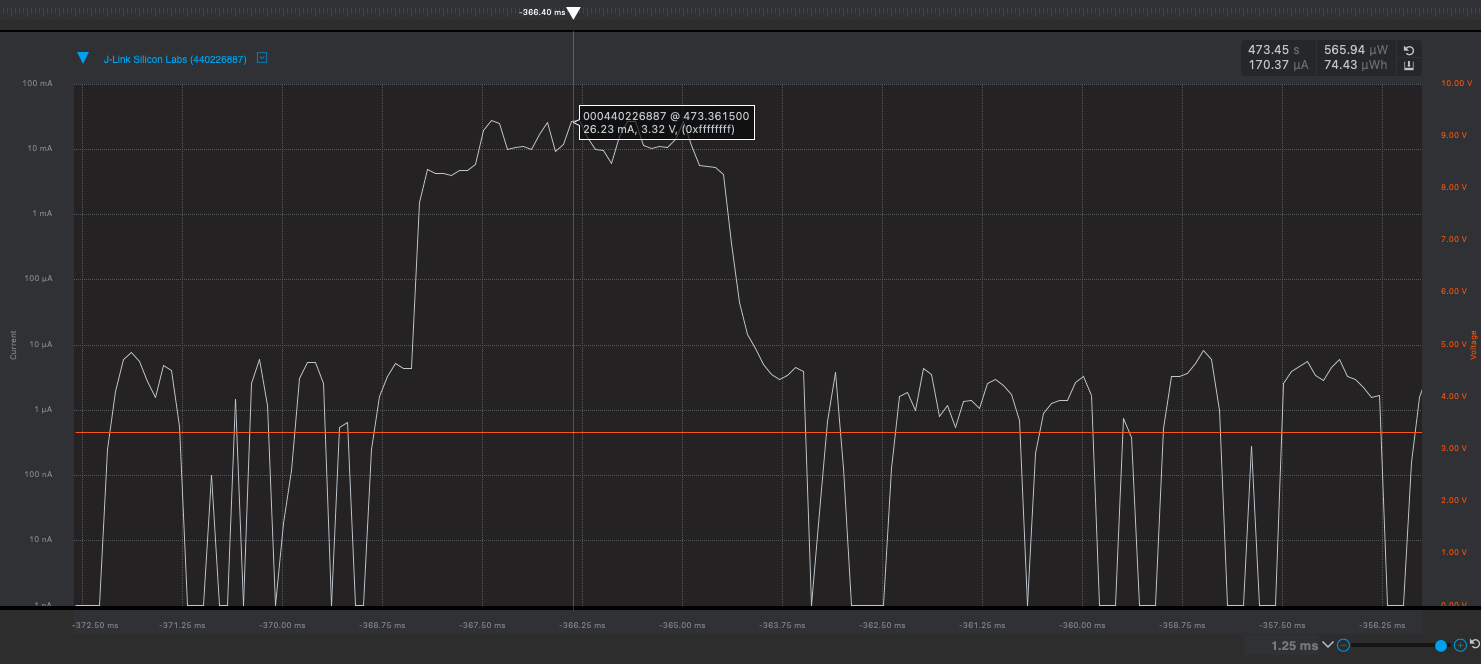 -366.40 ms
J-Link Silicon Labs (440226887)
473.45 s 565.94 µW
170.37 µA 74.43 µWh
100 mA
10.00 V
000440226887 @ 473.361500
26.23 mA, 3.32 V, (0xffffffff)
9.00 V
10 mA
8.00 V
1 mA
7.00 V
100 µA
6.00 V
Current
10 µA
5.00 V
Voltage
4.00 V
1 µA
3.00 V
100 nA
2.00 V
10 nA
1.00 V
1 nA
0.00 V
-372.50 ms -371.25 ms -370.00 ms -368.75 ms -367.50 ms -366.25 ms -365.00 ms -363.75 ms -362.50 ms -361.25 ms -360.00 ms -358.75 ms -357.50 ms -356.25 ms
1.25 ms